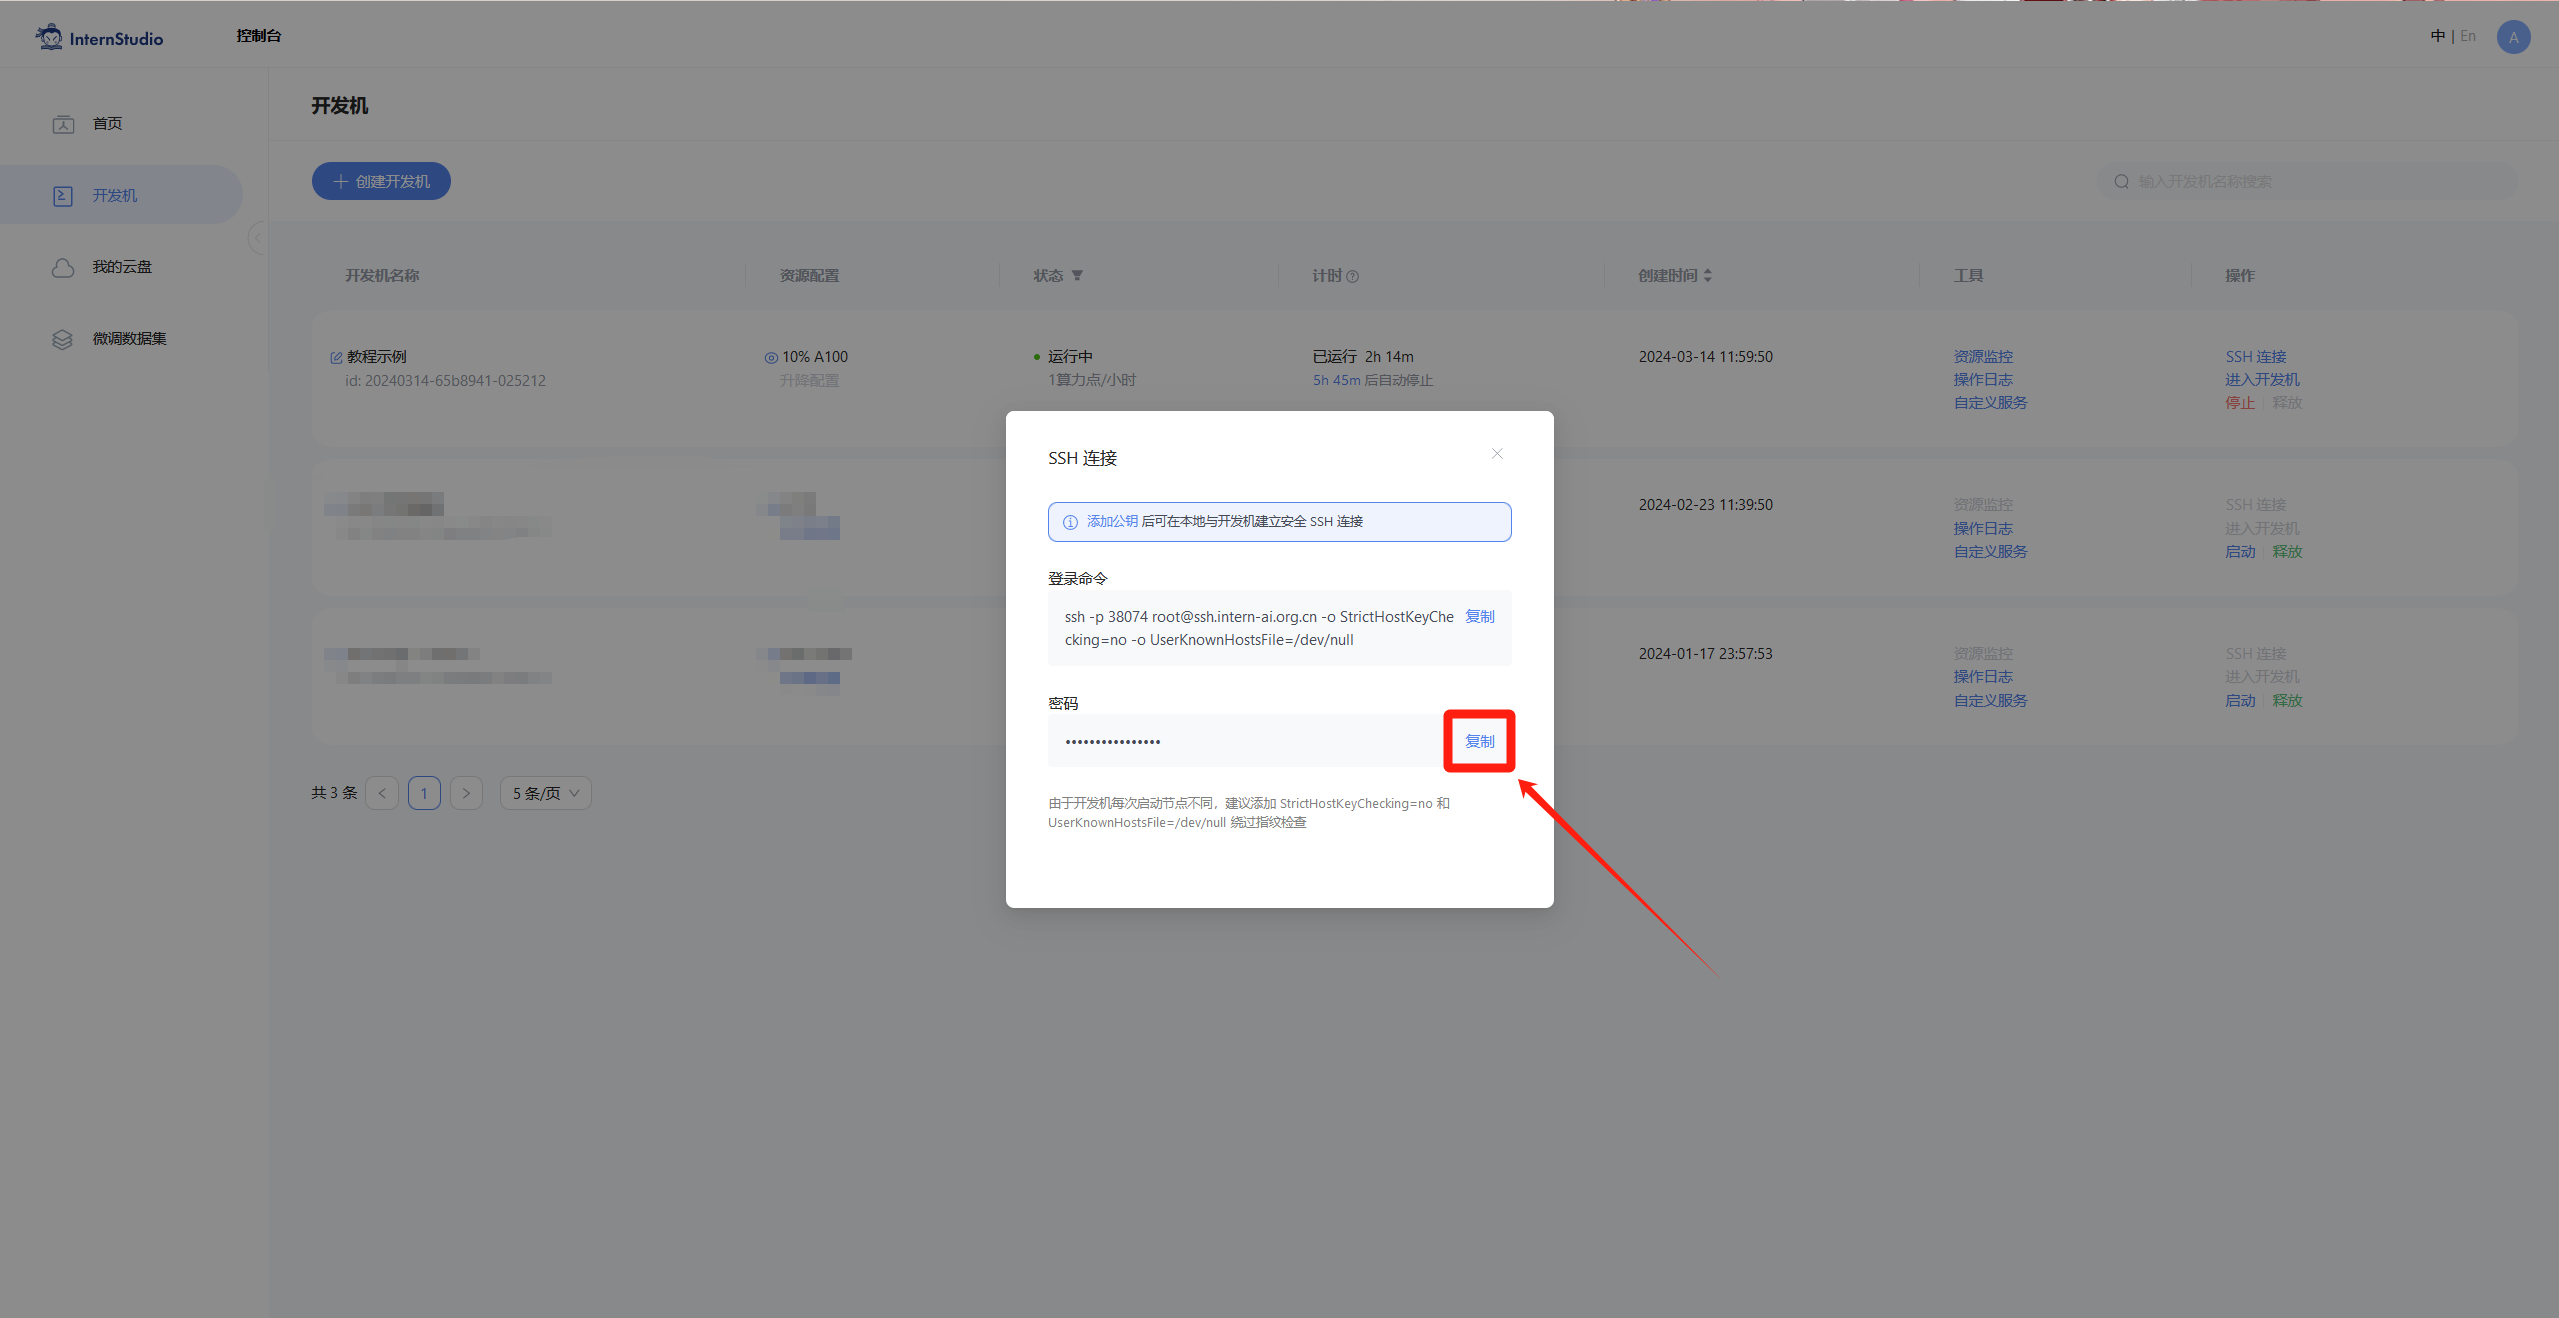 InternStudio
控制台
中 | En
A
首页
开发机
我的云盘
微调数据集
开发机
创建开发机
输入开发机名称搜索
开发机名称
资源配置
状态
计时
创建时间
工具
操作
教程示例
id: 20240314-65b8941-025212
10% A100
升降配置
运行中
1算力点/小时
已运行 2h 14m
5h 45m 后自动停止
2024-03-14 11:59:50
资源监控
操作日志
自定义服务
SSH 连接
进入开发机
停止
释放
2024-02-23 11:39:50
资源监控
操作日志
自定义服务
SSH 连接
进入开发机
启动
释放
2024-01-17 23:57:53
资源监控
操作日志
自定义服务
SSH 连接
进入开发机
启动
释放
共 3 条
1
5 条/页
SSH 连接
添加公钥 后可在本地与开发机建立安全 SSH 连接
登录命令
ssh -p 38074 root@ssh.intern-ai.org.cn -o StrictHostKeyChe
cking=no -o UserKnownHostsFile=/dev/null
复制
密码
••••••••••••••••
复制
由于开发机每次启动节点不同，建议添加 StrictHostKeyChecking=no 和
UserKnownHostsFile=/dev/null 绕过指纹检查